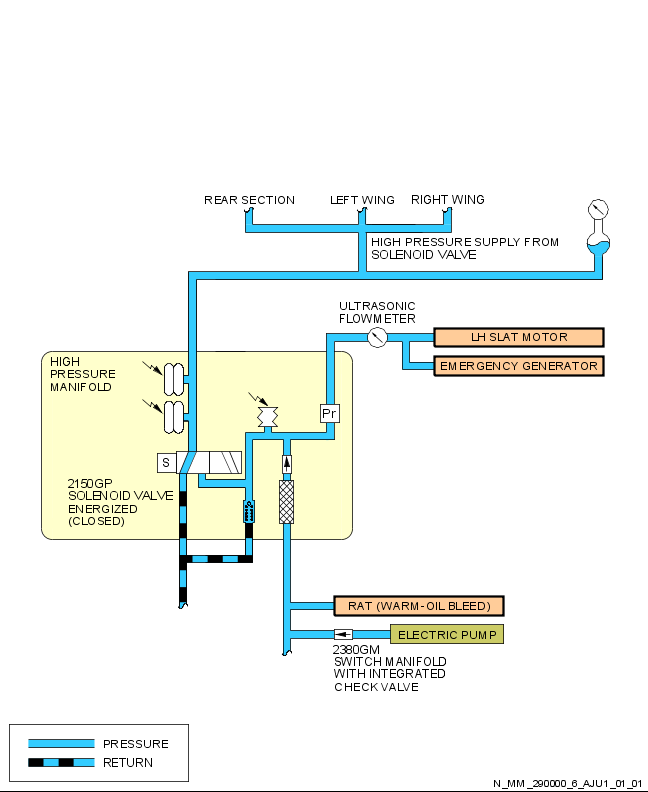 REAR SECTION
LEFT WING
RIGHT WING
HIGH PRESSURE SUPPLY FROM
SOLENOID VALVE
ULTRASONIC
FLOWMETER
LH SLAT MOTOR
EMERGENCY GENERATOR
HIGH
PRESSURE
MANIFOLD
Pr
S
2150GP
SOLENOID VALVE
ENERGIZED
(CLOSED)
RAT (WARM-OIL BLEED)
ELECTRIC PUMP
2380GM
SWITCH MANIFOLD
WITH INTEGRATED
CHECK VALVE
PRESSURE
RETURN
N_MM_290000_6_AJU1_01_01